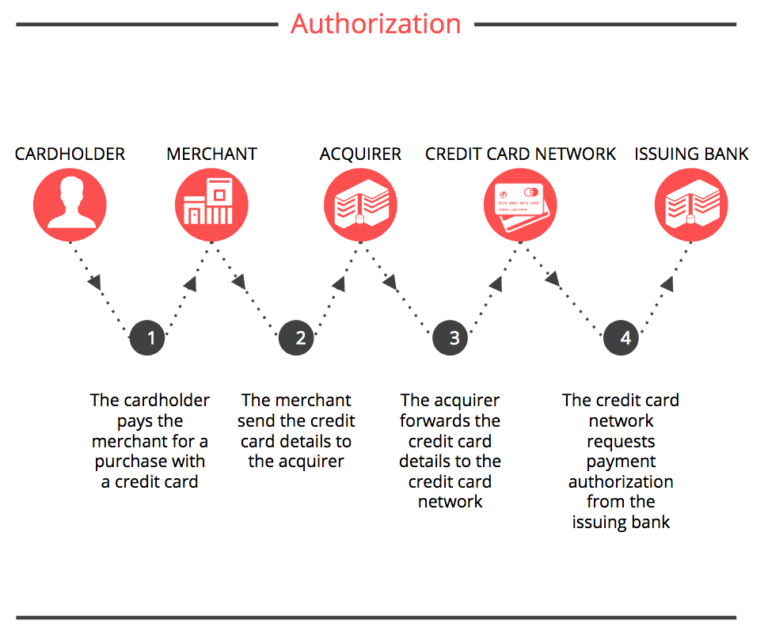 Authorization
CARDHOLDER
MERCHANT
ACQUIRER
CREDIT CARD NETWORK
ISSUING BANK
1
The cardholder
pays the
merchant for a
purchase with
a credit card
2
The merchant
send the credit
card details to
the acquirer
3
The acquirer
forwards the
credit card
details to the
credit card
network
4
The credit card
network
requests
payment
authorization
from the
issuing bank